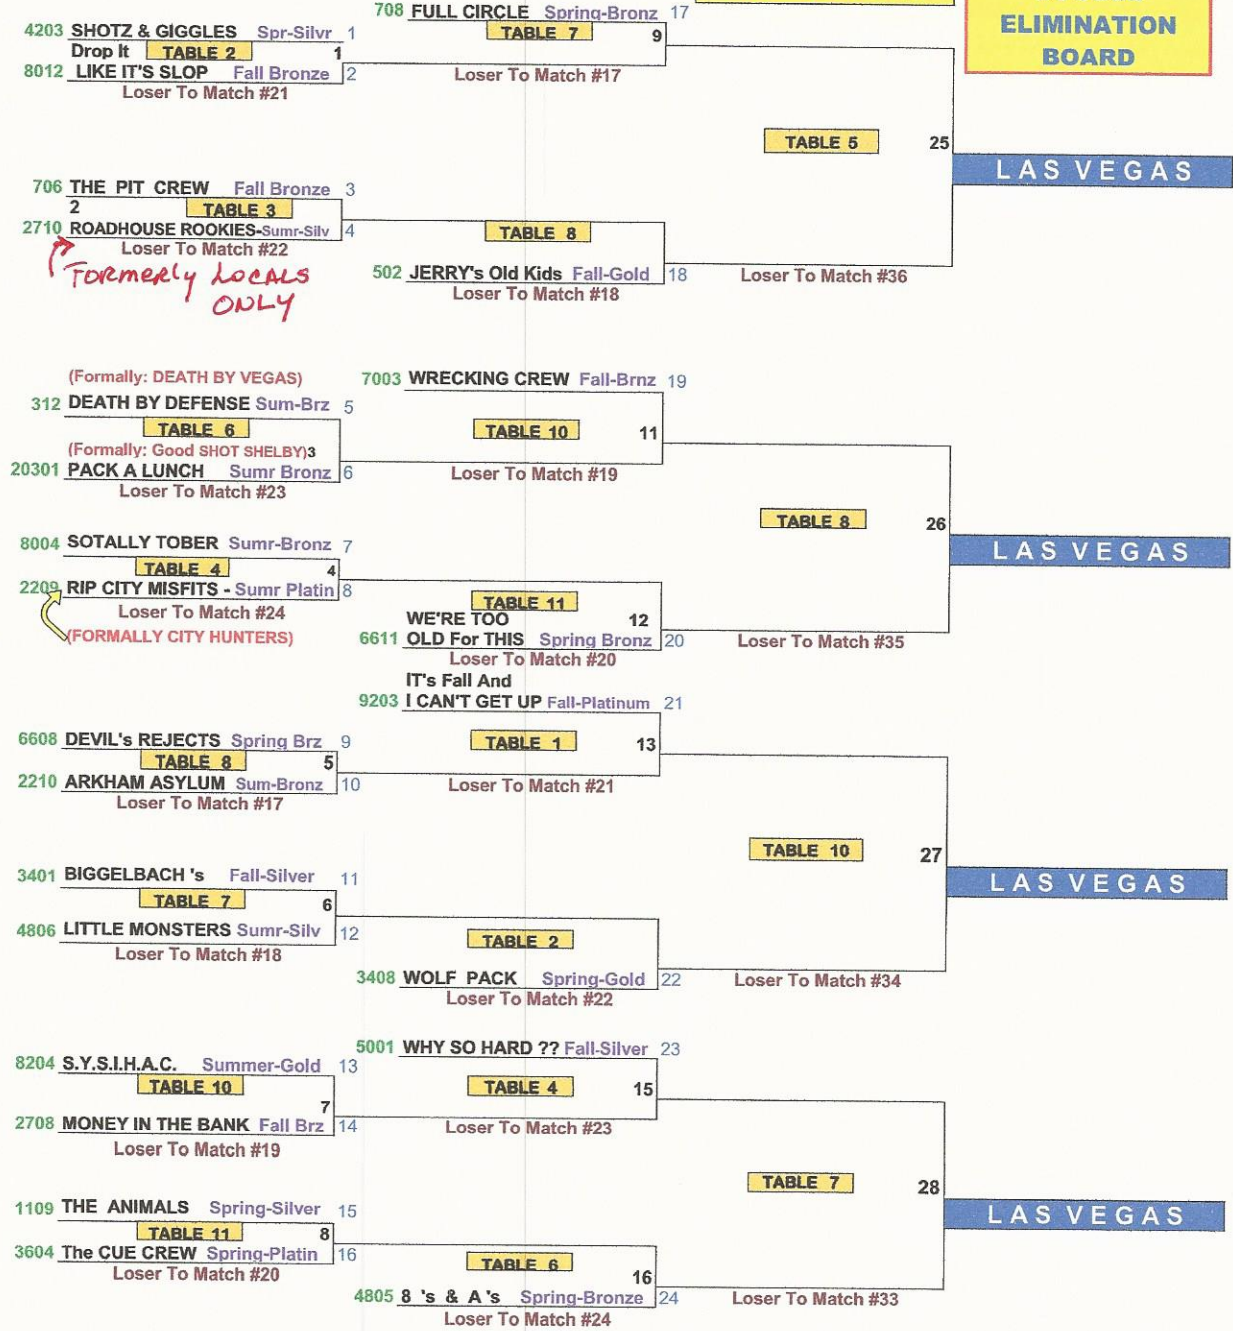 708 FULL CIRCLE Spring-Bronz 17
4203 SHOTZ & GIGGLES Spr-Silvr 1
TABLE 7 9
ELIMINATION
BOARD
Drop It TABLE 2 1
8012 LIKE IT'S SLOP Fall Bronze 2
Loser To Match #21
Loser To Match #17
TABLE 5 25
LAS VEGAS
706 THE PIT CREW Fall Bronze 3
2 TABLE 3
2710 ROADHOUSE ROOKIES-Sumr-Silv 4
Loser To Match #22
FORMERLY LOCALS
ONLY
TABLE 8
502 JERRY's Old Kids Fall-Gold 18
Loser To Match #18
Loser To Match #36
(Formally: DEATH BY VEGAS)
312 DEATH BY DEFENSE Sum-Brz 5
TABLE 6
(Formally: Good SHOT SHELBY)3
20301 PACK A LUNCH Sumr Bronz 6
Loser To Match #23
7003 WRECKING CREW Fall-Brnz 19
TABLE 10 11
Loser To Match #19
TABLE 8 26
LAS VEGAS
8004 SOTALLY TOBER Sumr-Bronz 7
TABLE 4 4
2209 RIP CITY MISFITS - Sumr Platin 8
Loser To Match #24
(FORMALLY CITY HUNTERS)
TABLE 11
WE'RE TOO 12
6611 OLD For THIS Spring Bronz 20
Loser To Match #20
Loser To Match #35
IT's Fall And
9203 I CAN'T GET UP Fall-Platinum 21
TABLE 1 13
Loser To Match #21
6608 DEVIL's REJECTS Spring Brz 9
TABLE 8 5
2210 ARKHAM ASYLUM Sum-Bronz 10
Loser To Match #17
TABLE 10 27
LAS VEGAS
3401 BIGGELBACH 's Fall-Silver 11
TABLE 7 6
4806 LITTLE MONSTERS Sumr-Silv 12
Loser To Match #18
TABLE 2
3408 WOLF PACK Spring-Gold 22
Loser To Match #22
Loser To Match #34
5001 WHY SO HARD ?? Fall-Silver 23
TABLE 4 15
Loser To Match #23
8204 S.Y.S.I.H.A.C. Summer-Gold 13
TABLE 10
7
2708 MONEY IN THE BANK Fall Brz 14
Loser To Match #19
TABLE 7 28
LAS VEGAS
1109 THE ANIMALS Spring-Silver 15
TABLE 11 8
3604 The CUE CREW Spring-Platin 16
Loser To Match #20
TABLE 6 16
4805 8 's & A 's Spring-Bronze 24
Loser To Match #24
Loser To Match #33